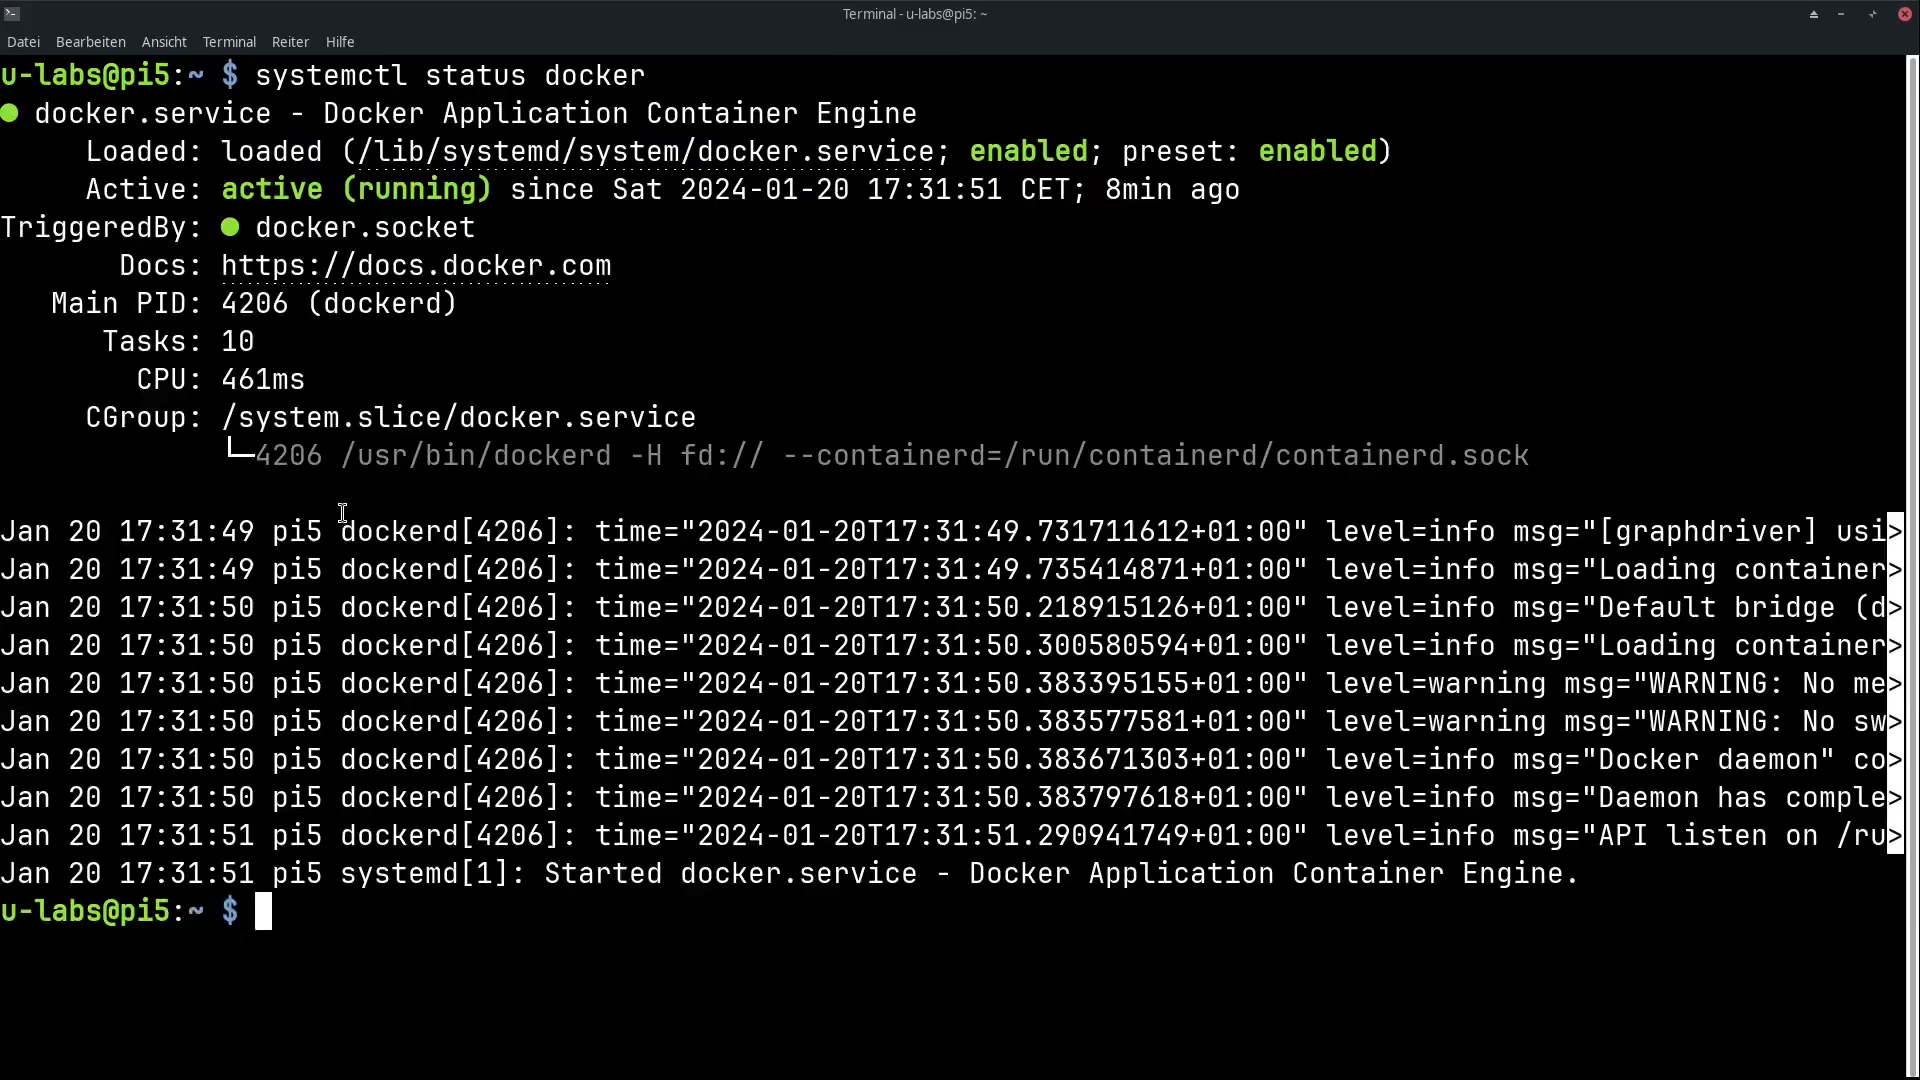 Terminal - u-labs@pi5: ~
Datei Bearbeiten Ansicht Terminal Reiter Hilfe
u-labs@pi5:~ $ systemctl status docker
● docker.service - Docker Application Container Engine
     Loaded: loaded (/lib/systemd/system/docker.service; enabled; preset: enabled)
     Active: active (running) since Sat 2024-01-20 17:31:51 CET; 8min ago
TriggeredBy: ● docker.socket
       Docs: https://docs.docker.com
   Main PID: 4206 (dockerd)
      Tasks: 10
        CPU: 461ms
     CGroup: /system.slice/docker.service
             └─4206 /usr/bin/dockerd -H fd:// --containerd=/run/containerd/containerd.sock
Jan 20 17:31:49 pi5 dockerd[4206]: time="2024-01-20T17:31:49.731711612+01:00" level=info msg="[graphdriver] usi>
Jan 20 17:31:49 pi5 dockerd[4206]: time="2024-01-20T17:31:49.735414871+01:00" level=info msg="Loading container>
Jan 20 17:31:50 pi5 dockerd[4206]: time="2024-01-20T17:31:50.218915126+01:00" level=info msg="Default bridge (d>
Jan 20 17:31:50 pi5 dockerd[4206]: time="2024-01-20T17:31:50.300580594+01:00" level=info msg="Loading container>
Jan 20 17:31:50 pi5 dockerd[4206]: time="2024-01-20T17:31:50.383395155+01:00" level=warning msg="WARNING: No me>
Jan 20 17:31:50 pi5 dockerd[4206]: time="2024-01-20T17:31:50.383577581+01:00" level=warning msg="WARNING: No sw>
Jan 20 17:31:50 pi5 dockerd[4206]: time="2024-01-20T17:31:50.383671303+01:00" level=info msg="Docker daemon" co>
Jan 20 17:31:50 pi5 dockerd[4206]: time="2024-01-20T17:31:50.383797618+01:00" level=info msg="Daemon has comple>
Jan 20 17:31:51 pi5 dockerd[4206]: time="2024-01-20T17:31:51.290941749+01:00" level=info msg="API listen on /ru>
Jan 20 17:31:51 pi5 systemd[1]: Started docker.service - Docker Application Container Engine.
u-labs@pi5:~ $